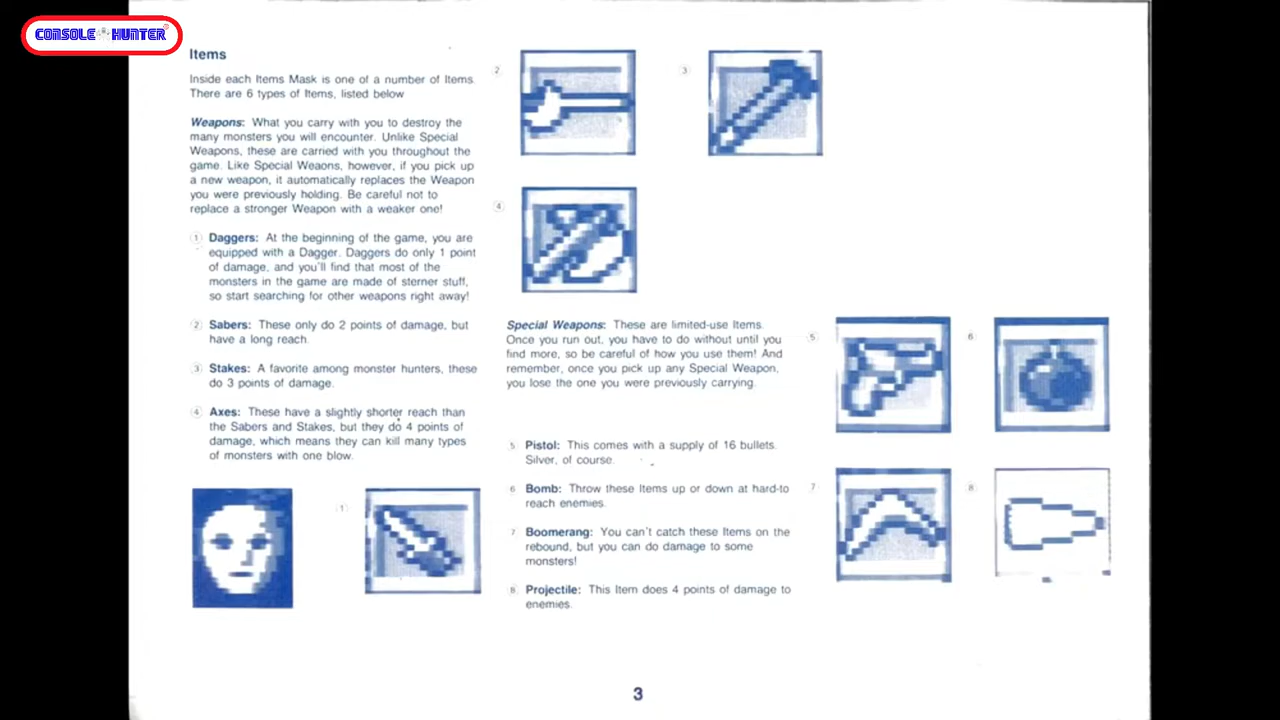 CONSOLE HUNTER
Items
Inside each Items Mask is one of a number of Items.
There are 6 types of Items, listed below
Weapons: What you carry with you to destroy the
many monsters you will encounter. Unlike Special
Weapons, these are carried with you throughout the
game. Like Special Weaons, however, if you pick up
a new weapon, it automatically replaces the Weapon
you were previously holding. Be careful not to
replace a stronger Weapon with a weaker one!
1 Daggers: At the beginning of the game, you are
equipped with a Dagger. Daggers do only 1 point
of damage, and you'll find that most of the
monsters in the game are made of sterner stuff,
so start searching for other weapons right away!
2 Sabers: These only do 2 points of damage, but
have a long reach.
3 Stakes: A favorite among monster hunters, these
do 3 points of damage.
4 Axes: These have a slightly shorter reach than
the Sabers and Stakes, but they do 4 points of
damage, which means they can kill many types
of monsters with one blow.
1
2
3
4
Special Weapons: These are limited-use Items.
Once you run out, you have to do without until you
find more, so be careful of how you use them! And
remember, once you pick up any Special Weapon,
you lose the one you were previously carrying.
5 Pistol: This comes with a supply of 16 bullets.
Silver, of course.
6 Bomb: Throw these Items up or down at hard-to
reach enemies.
7 Boomerang: You can't catch these Items on the
rebound, but you can do damage to some
monsters!
8 Projectile: This Item does 4 points of damage to
enemies.
5
6
7
8
3